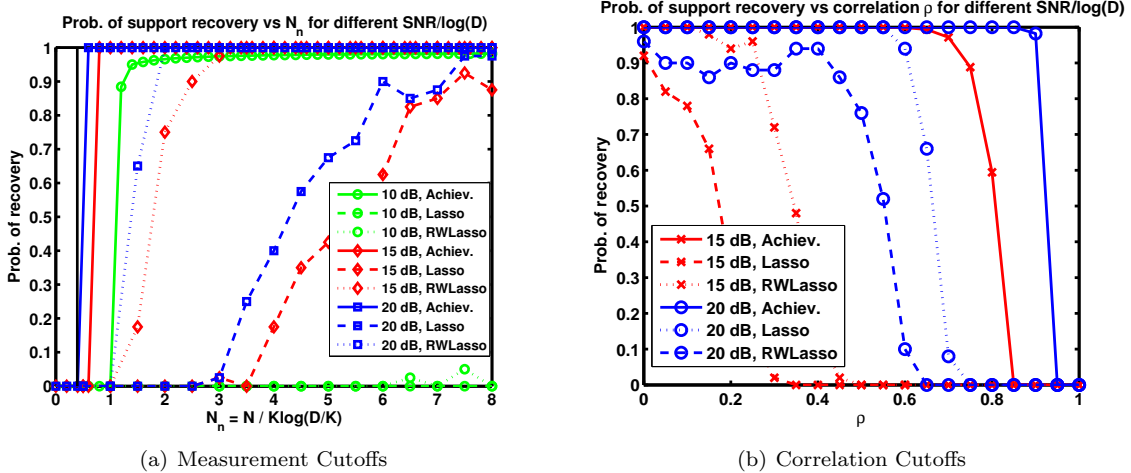 Prob. of support recovery vs N_n for different SNR/log(D)
Prob. of recovery
1
0.9
0.8
0.7
0.6
0.5
0.4
0.3
0.2
0.1
0
0 1 2 3 4 5 6 7 8
N_n = N / Klog(D/K)
10 dB, Achiev.
10 dB, Lasso
10 dB, RWLasso
15 dB, Achiev.
15 dB, Lasso
15 dB, RWLasso
20 dB, Achiev.
20 dB, Lasso
20 dB, RWLasso
(a) Measurement Cutoffs
Prob. of support recovery vs correlation ρ for different SNR/log(D)
Prob. of recovery
1
0.9
0.8
0.7
0.6
0.5
0.4
0.3
0.2
0.1
0
0 0.2 0.4 0.6 0.8 1
ρ
15 dB, Achiev.
15 dB, Lasso
15 dB, RWLasso
20 dB, Achiev.
20 dB, Lasso
20 dB, RWLasso
(b) Correlation Cutoffs